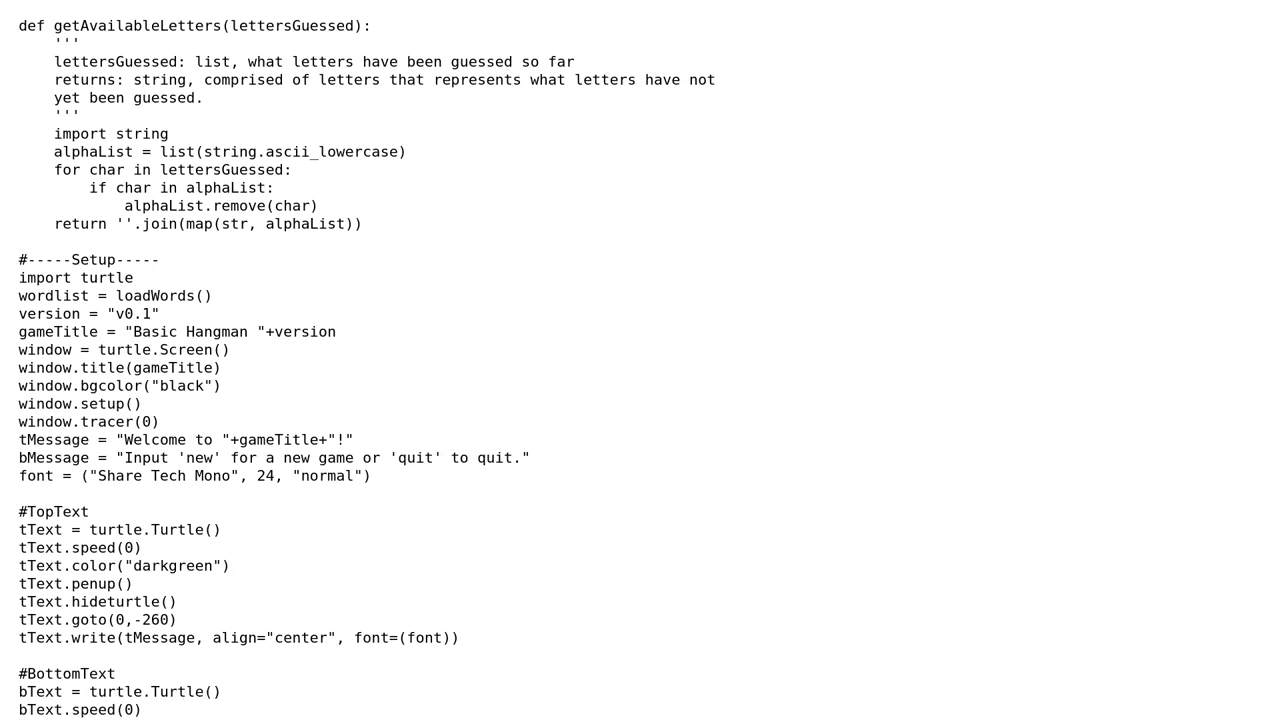 def getAvailableLetters(lettersGuessed):
    '''
    lettersGuessed: list, what letters have been guessed so far
    returns: string, comprised of letters that represents what letters have not
    yet been guessed.
    '''
    import string
    alphaList = list(string.ascii_lowercase)
    for char in lettersGuessed:
        if char in alphaList:
            alphaList.remove(char)
    return ''.join(map(str, alphaList))

#-----Setup-----
import turtle
wordlist = loadWords()
version = "v0.1"
gameTitle = "Basic Hangman "+version
window = turtle.Screen()
window.title(gameTitle)
window.bgcolor("black")
window.setup()
window.tracer(0)
tMessage = "Welcome to "+gameTitle+"!"
bMessage = "Input 'new' for a new game or 'quit' to quit."
font = ("Share Tech Mono", 24, "normal")

#TopText
tText = turtle.Turtle()
tText.speed(0)
tText.color("darkgreen")
tText.penup()
tText.hideturtle()
tText.goto(0,-260)
tText.write(tMessage, align="center", font=(font))

#BottomText
bText = turtle.Turtle()
bText.speed(0)